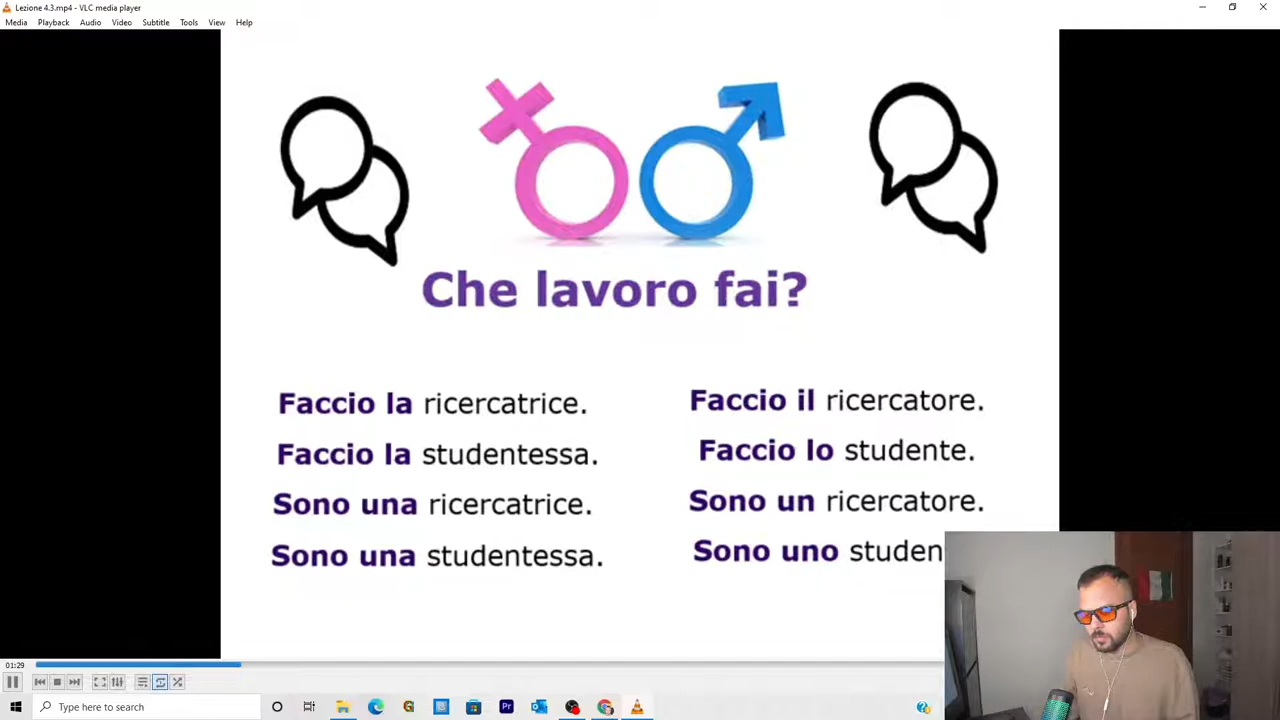 Lezione 4.3.mp4 - VLC media player
Media Playback Audio Video Subtitle Tools View Help
Che lavoro fai?
Faccio la ricercatrice.
Faccio la studentessa.
Sono una ricercatrice.
Sono una studentessa.
Faccio il ricercatore.
Faccio lo studente.
Sono un ricercatore.
Sono uno studen
01:29
Type here to search
Pr